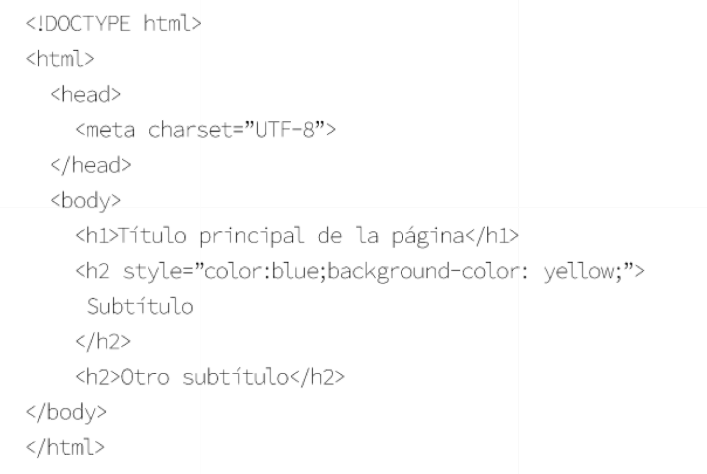 <!DOCTYPE html>
<html>
<head>
<meta charset=”UTF-8”>
</head>
<body>
<h1>Título principal de la página</h1>
<h2 style=”color:blue;background-color: yellow;”>
Subtítulo
</h2>
<h2>Otro subtítulo</h2>
</body>
</html>